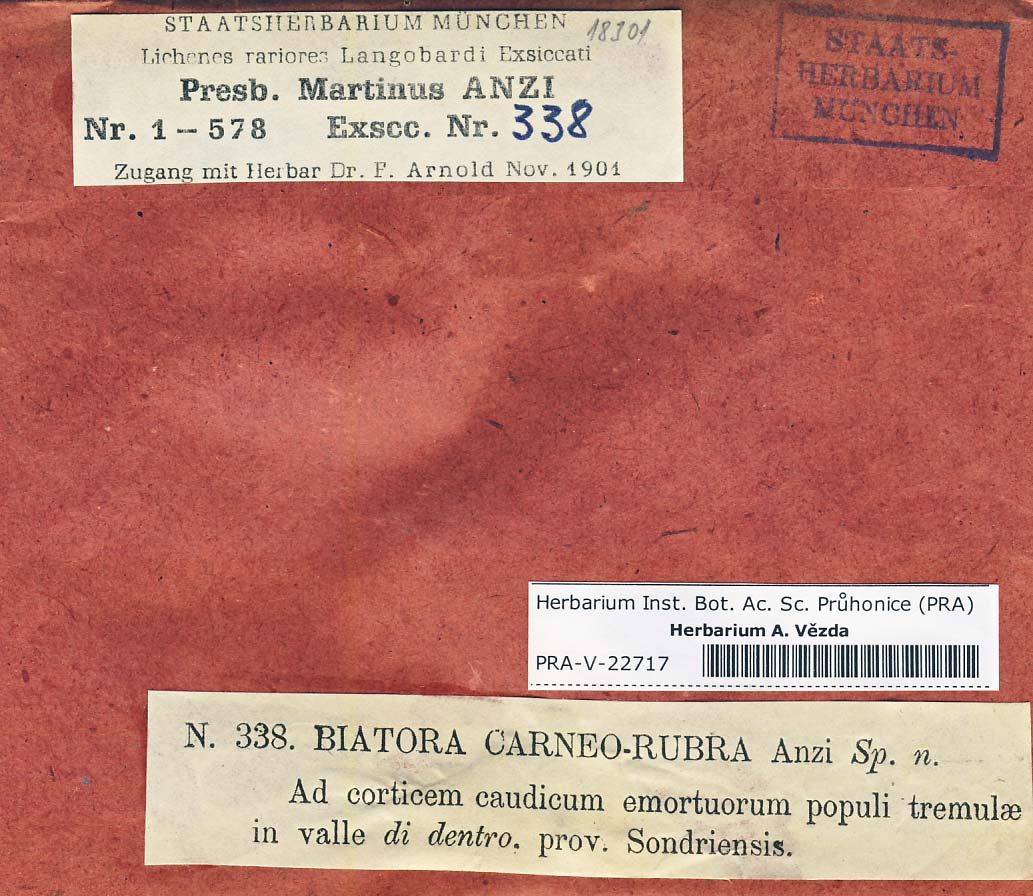 STAATSHERBARIUM MÜNCHEN 18301
Lichenes rariores Langobardi Exsiccati
Presb. Martinus ANZI
Nr. 1 – 578 Exscc. Nr. 338
Zugang mit Herbar Dr. F. Arnold Nov. 1901
STAATS-
HERBARIUM
MÜNCHEN
Herbarium Inst. Bot. Ac. Sc. Průhonice (PRA)
Herbarium A. Vězda
PRA-V-22717
N. 338. BIATORA CARNEO-RUBRA Anzi Sp. n.
Ad corticem caudicum emortuorum populi tremulæ
in valle di dentro, prov. Sondriensis.